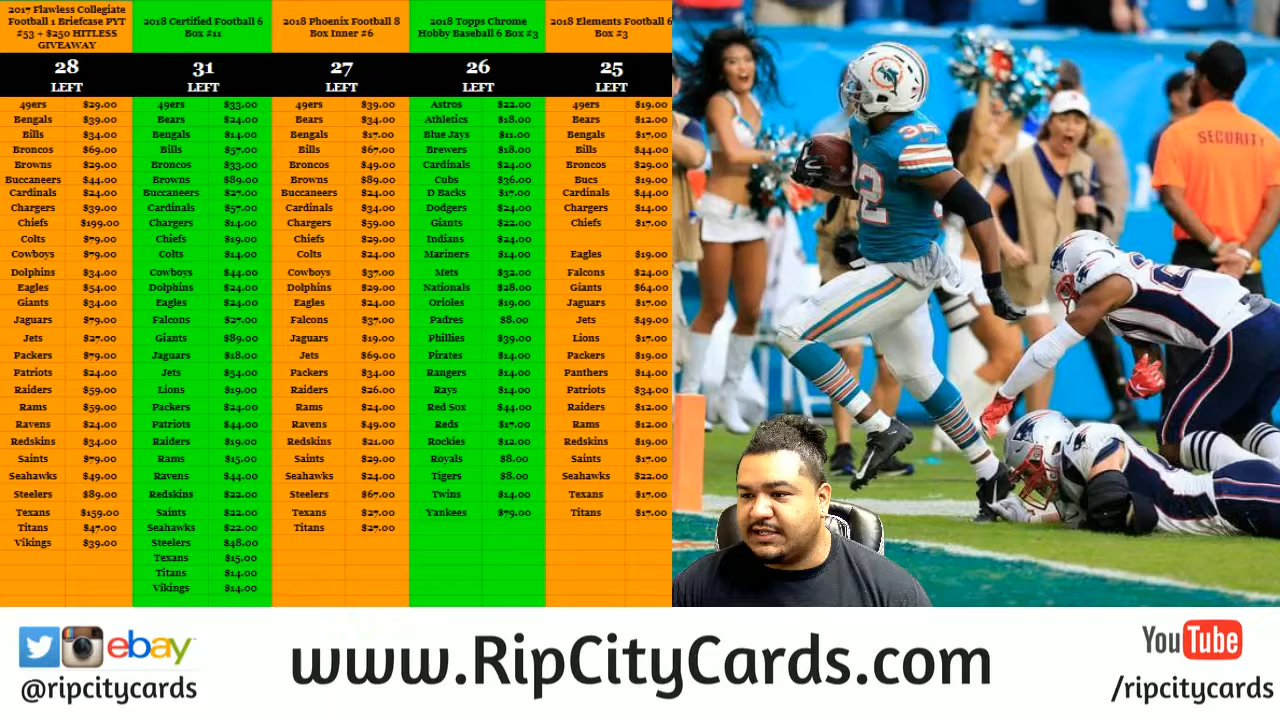 2017 Flawless Collegiate
Football 1 Briefcase PYT
#53 + $250 HITLESS
GIVEAWAY
28
LEFT
49ers $29.00
Bengals $39.00
Bills $34.00
Broncos $69.00
Browns $29.00
Buccaneers $44.00
Cardinals $24.00
Chargers $39.00
Chiefs $199.00
Colts $79.00
Cowboys $79.00
Dolphins $34.00
Eagles $54.00
Giants $34.00
Jaguars $79.00
Jets $27.00
Packers $79.00
Patriots $24.00
Raiders $59.00
Rams $59.00
Ravens $24.00
Redskins $34.00
Saints $79.00
Seahawks $49.00
Steelers $89.00
Texans $159.00
Titans $47.00
Vikings $39.00
2018 Certified Football 6
Box #11
31
LEFT
49ers $33.00
Bears $24.00
Bengals $14.00
Bills $57.00
Broncos $33.00
Browns $89.00
Buccaneers $27.00
Cardinals $57.00
Chargers $14.00
Chiefs $19.00
Colts $14.00
Cowboys $44.00
Dolphins $24.00
Eagles $24.00
Falcons $27.00
Giants $89.00
Jaguars $18.00
Jets $54.00
Lions $19.00
Packers $24.00
Patriots $44.00
Raiders $19.00
Rams $15.00
Ravens $44.00
Redskins $22.00
Saints $22.00
Seahawks $22.00
Steelers $48.00
Texans $15.00
Titans $14.00
Vikings $14.00
2018 Phoenix Football 8
Box Inner #6
27
LEFT
49ers $39.00
Bears $34.00
Bengals $17.00
Bills $67.00
Broncos $49.00
Browns $89.00
Buccaneers $24.00
Cardinals $34.00
Chargers $59.00
Chiefs $29.00
Colts $24.00
Cowboys $37.00
Dolphins $29.00
Eagles $24.00
Falcons $37.00
Jaguars $19.00
Jets $69.00
Packers $34.00
Raiders $26.00
Rams $24.00
Ravens $49.00
Redskins $21.00
Saints $29.00
Seahawks $24.00
Steelers $67.00
Texans $27.00
Titans $27.00
2018 Topps Chrome
Hobby Baseball 6 Box #3
26
LEFT
Astros $22.00
Athletics $18.00
Blue Jays $11.00
Brewers $18.00
Cardinals $24.00
Cubs $36.00
D Backs $17.00
Dodgers $24.00
Giants $22.00
Indians $24.00
Mariners $14.00
Mets $32.00
Nationals $28.00
Orioles $19.00
Padres $8.00
Phillies $39.00
Pirates $14.00
Rangers $14.00
Rays $14.00
Red Sox $44.00
Reds $17.00
Rockies $12.00
Royals $8.00
Tigers $8.00
Twins $14.00
Yankees $79.00
2018 Elements Football 6
Box #3
25
LEFT
49ers $19.00
Bears $12.00
Bengals $17.00
Bills $44.00
Broncos $29.00
Bucs $19.00
Cardinals $44.00
Chargers $14.00
Chiefs $17.00
Eagles $19.00
Falcons $24.00
Giants $64.00
Jaguars $17.00
Jets $49.00
Lions $17.00
Packers $19.00
Panthers $14.00
Patriots $34.00
Raiders $12.00
Rams $12.00
Redskins $19.00
Saints $17.00
Seahawks $22.00
Texans $17.00
Titans $17.00
SECURITY
32
ebay
@ripcitycards
www.RipCityCards.com
YouTube
/ripcitycards